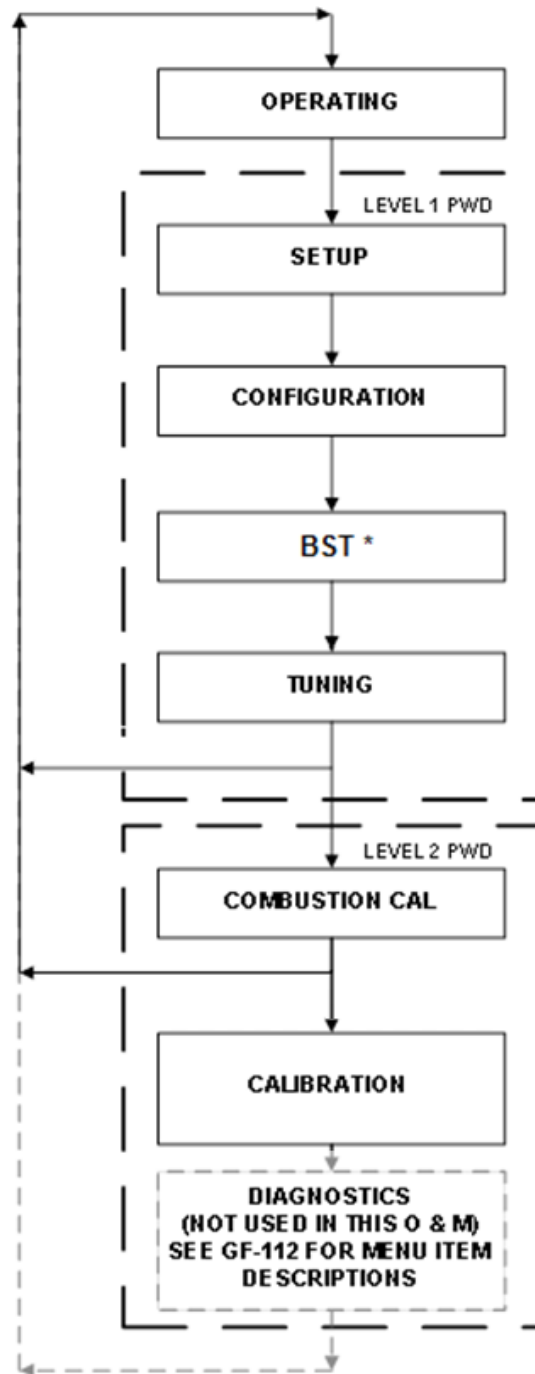 OPERATING
LEVEL 1 PWD
SETUP
CONFIGURATION
BST *
TUNING
LEVEL 2 PWD
COMBUSTION CAL
CALIBRATION
DIAGNOSTICS
(NOT USED IN THIS O & M)
SEE GF-112 FOR MENU ITEM
DESCRIPTIONS